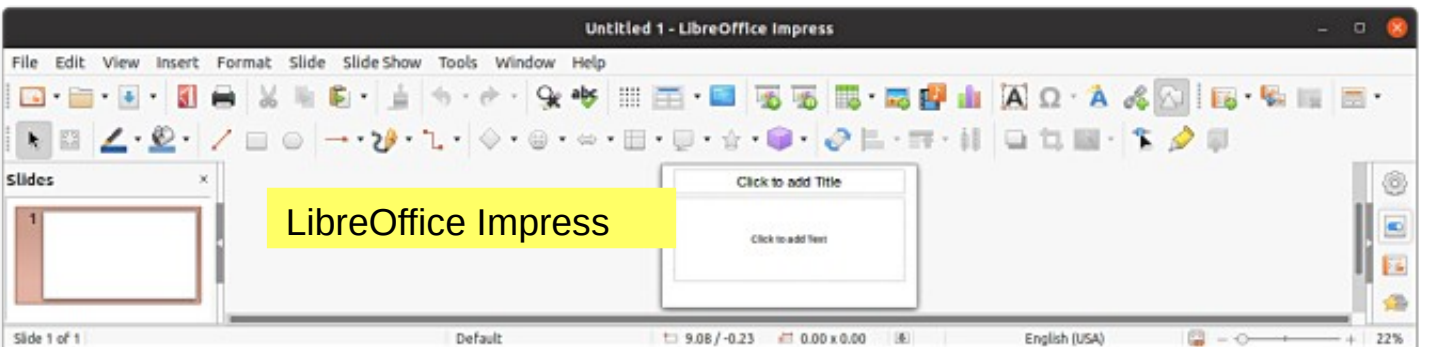 Untitled 1 - LibreOffice Impress
File Edit View Insert Format Slide Slide Show Tools Window Help
Slides
1
LibreOffice Impress
Click to add Title
Click to add Text
Slide 1 of 1 Default 9.08 / -0.23 0.00 x 0.00 English (USA) 22%